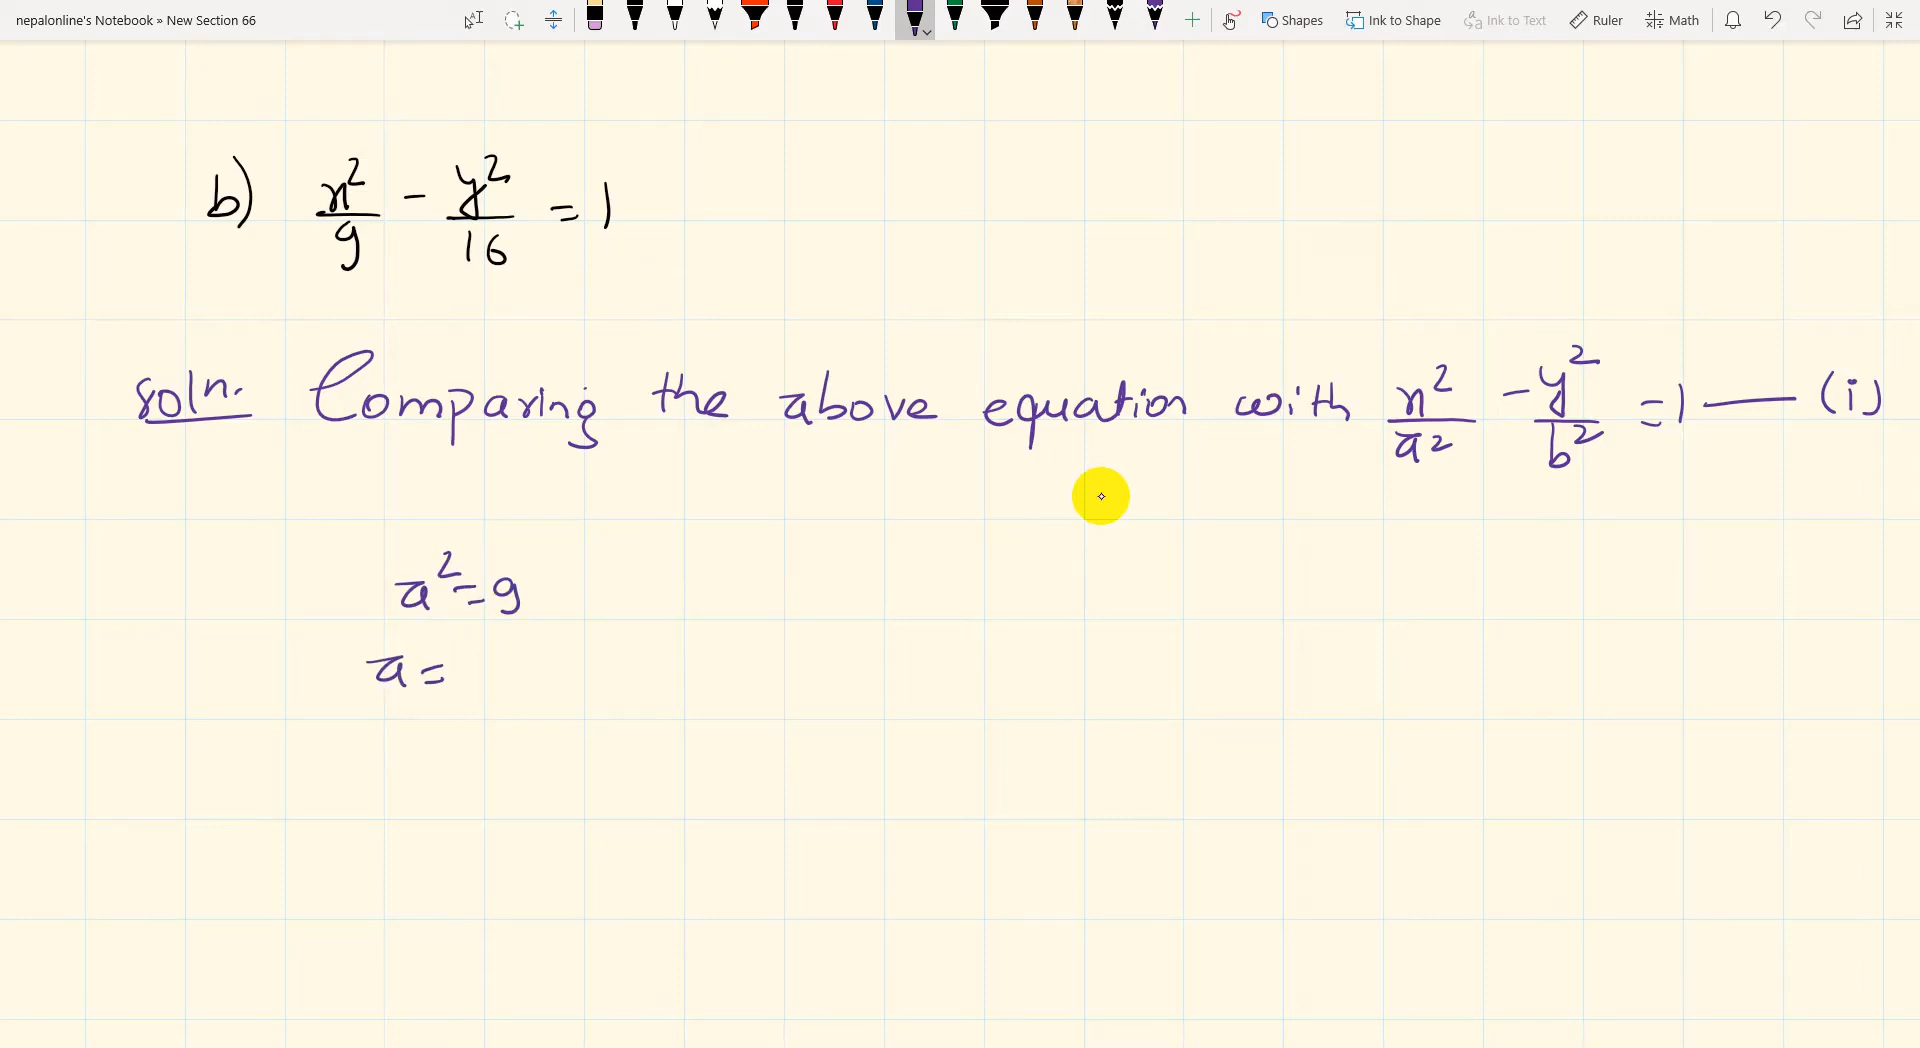 nepalonline's Notebook » New Section 66
Shapes Ink to Shape Ink to Text Ruler Math
b) x²/9 - y²/16 = 1
soln. Comparing the above equation with x²/a² - y²/b² = 1 —— (i)
a² = 9
a =